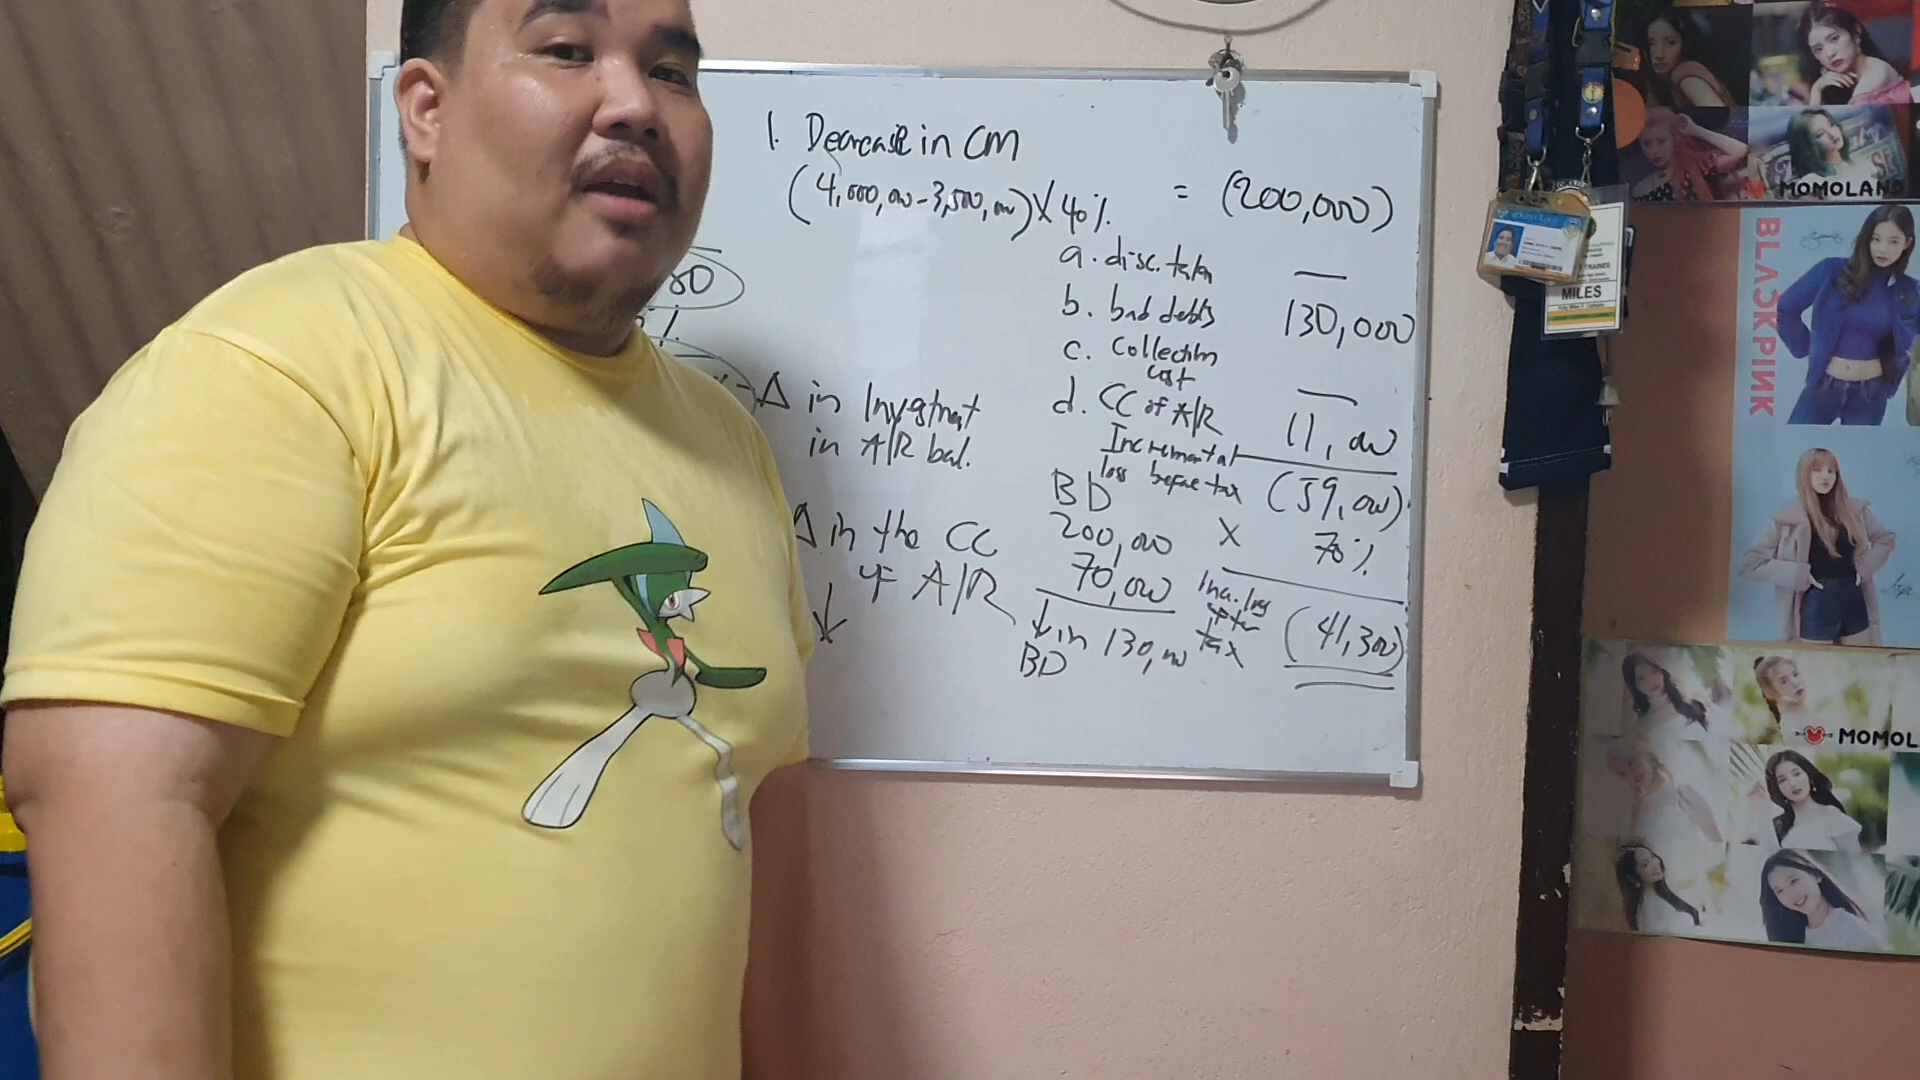 1. Decrease in CM
(4,000,000 - 3,500,000) X 40% = (200,000)
a. disc. taken —
b. bad debts 130,000
c. Collection cost —
d. CC of A/R 11,000
Incremental loss before tax (59,000)
X 70%
Inc. loss after tax (41,300)
BD
200,000
70,000
↓ in BD 130,000
80
%
Δ in Investment
in A/R bal.
Δ in the CC
of A/R
↓
MILES
MOMOLAND
BLACKPINK
MOMOL